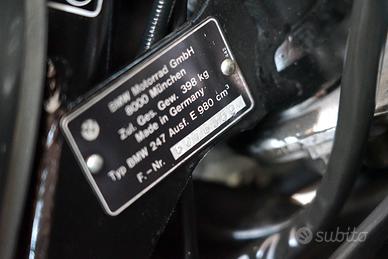 BMW Motorrad GmbH
8000 München
Zul. Ges. Gew. 398 kg
Made in Germany
Typ BMW 247 Ausf. E 980 cm³
F.-Nr.
subito